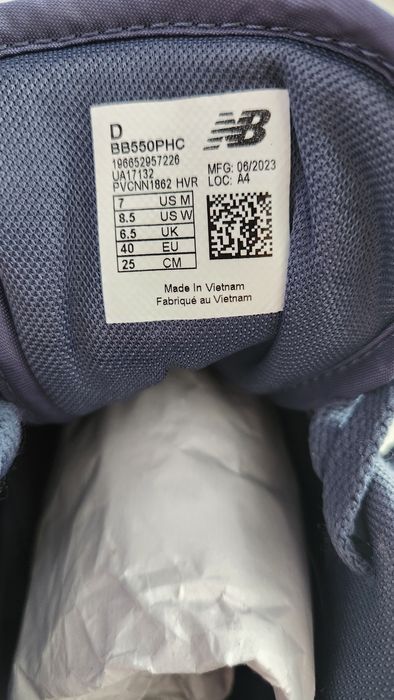 D
BB550PHC
196652957226
UA17132
PVCNN1862 HVR
NB
MFG: 06/2023
LOC: A4
7 US M
8.5 US W
6.5 UK
40 EU
25 CM
Made In Vietnam
Fabriqué au Vietnam